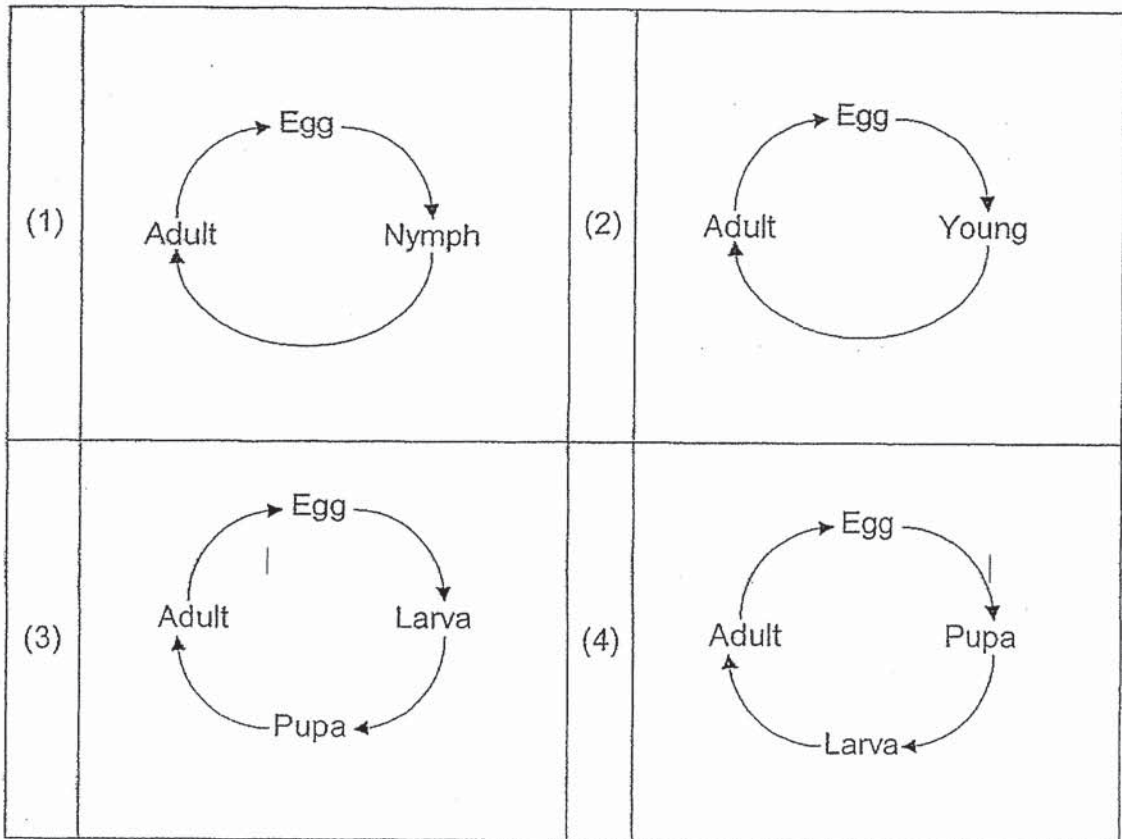 (1)
Egg
Adult
Nymph
(2)
Egg
Adult
Young
(3)
Egg
Adult
Larva
Pupa
(4)
Egg
Adult
Pupa
Larva